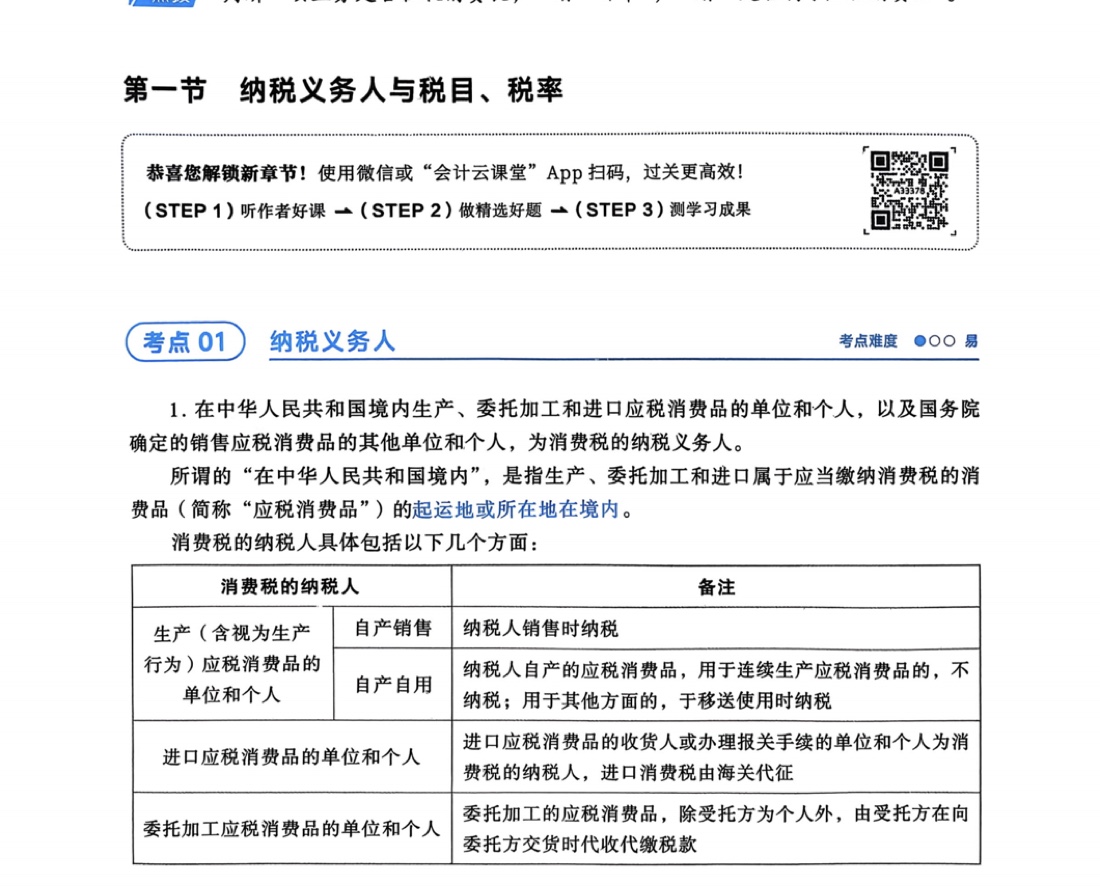 第一节 纳税义务人与税目、税率
恭喜您解锁新章节！使用微信或“会计云课堂”App 扫码，过关更高效！
（STEP 1）听作者好课 ⇀（STEP 2）做精选好题 ⇀（STEP 3）测学习成果
A33378
考点 01 纳税义务人 考点难度 ●○○ 易
1. 在中华人民共和国境内生产、委托加工和进口应税消费品的单位和个人，以及国务院
确定的销售应税消费品的其他单位和个人，为消费税的纳税义务人。
所谓的“在中华人民共和国境内”，是指生产、委托加工和进口属于应当缴纳消费税的消
费品（简称“应税消费品”）的起运地或所在地在境内。
消费税的纳税人具体包括以下几个方面：
消费税的纳税人 备注
生产（含视为生产
行为）应税消费品的
单位和个人
自产销售 纳税人销售时纳税
自产自用
纳税人自产的应税消费品，用于连续生产应税消费品的，不
纳税；用于其他方面的，于移送使用时纳税
进口应税消费品的单位和个人
进口应税消费品的收货人或办理报关手续的单位和个人为消
费税的纳税人，进口消费税由海关代征
委托加工应税消费品的单位和个人
委托加工的应税消费品，除受托方为个人外，由受托方在向
委托方交货时代收代缴税款